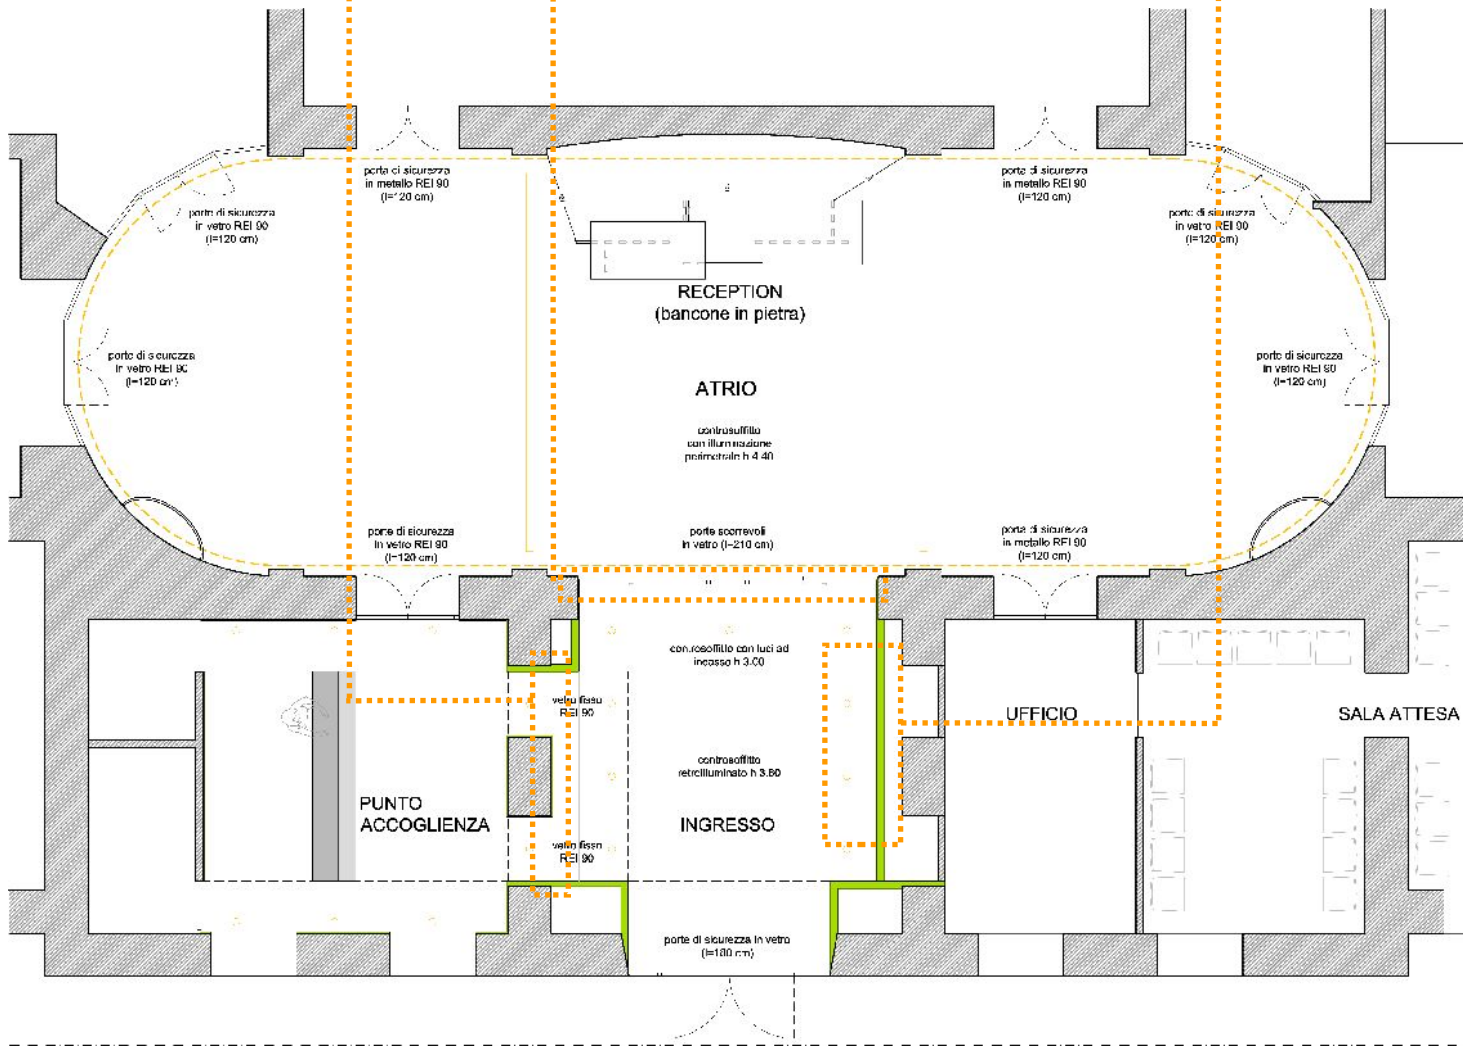 porta di sicurezza
in metallo REI 90
(l=120 cm)
porta di sicurezza
in metallo REI 90
(l=120 cm)
porte di sicurezza
in vetro REI 90
(l=120 cm)
porte di sicurezza
in vetro REI 90
(l=120 cm)
RECEPTION
(bancone in pietra)
porte di sicurezza
in vetro REI 90
(l=120 cm)
porte di sicurezza
in vetro REI 90
(l=120 cm)
ATRIO
controsoffitto
con illuminazione
perimetrale h 4.40
porte di sicurezza
in vetro REI 90
(l=120 cm)
porte scorrevoli
in vetro (l=210 cm)
porta di sicurezza
in metallo REI 90
(l=120 cm)
controsoffitto con luci ad
incasso h 3.00
vetro fisso
REI 90
UFFICIO
SALA ATTESA
controsoffitto
retroilluminato h 3.60
PUNTO
ACCOGLIENZA
INGRESSO
vetro fisso
REI 90
porte di sicurezza in vetro
(l=180 cm)